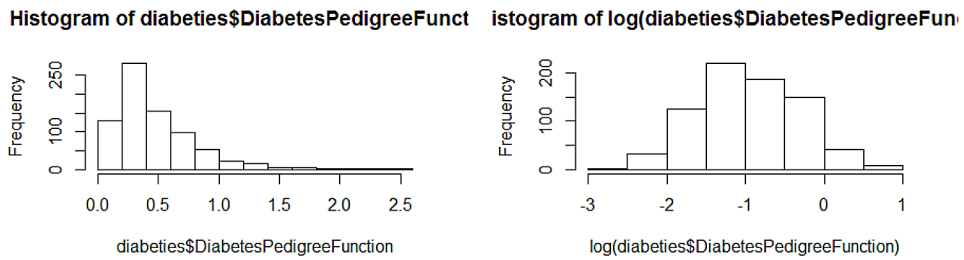 Histogram of diabeties$DiabetesPedigreeFunct
Frequency
0
100
250
0.0 0.5 1.0 1.5 2.0 2.5
diabeties$DiabetesPedigreeFunction
istogram of log(diabeties$DiabetesPedigreeFun
Frequency
0
100
200
-3 -2 -1 0 1
log(diabeties$DiabetesPedigreeFunction)